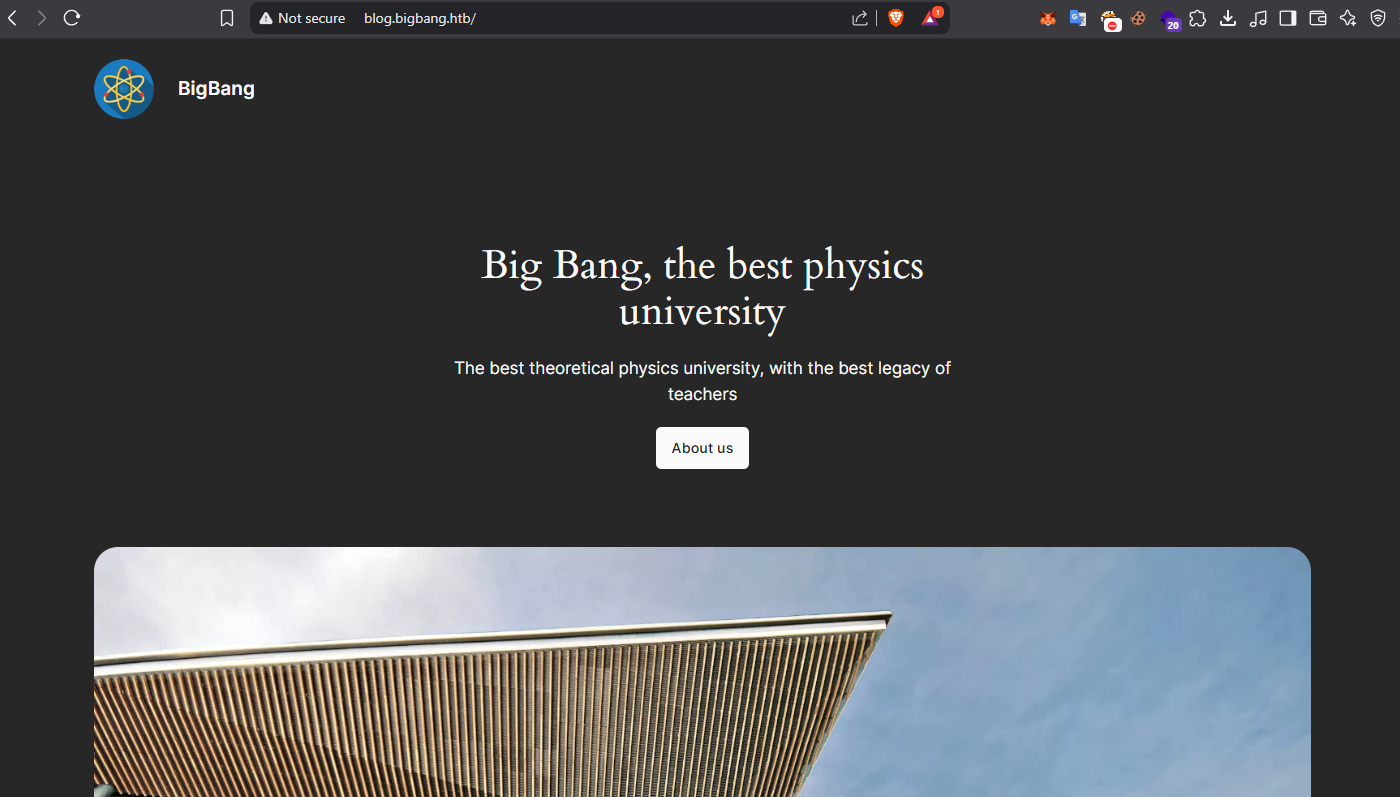 Not secure blog.bigbang.htb/
1
20
BigBang
Big Bang, the best physics
university
The best theoretical physics university, with the best legacy of
teachers
About us